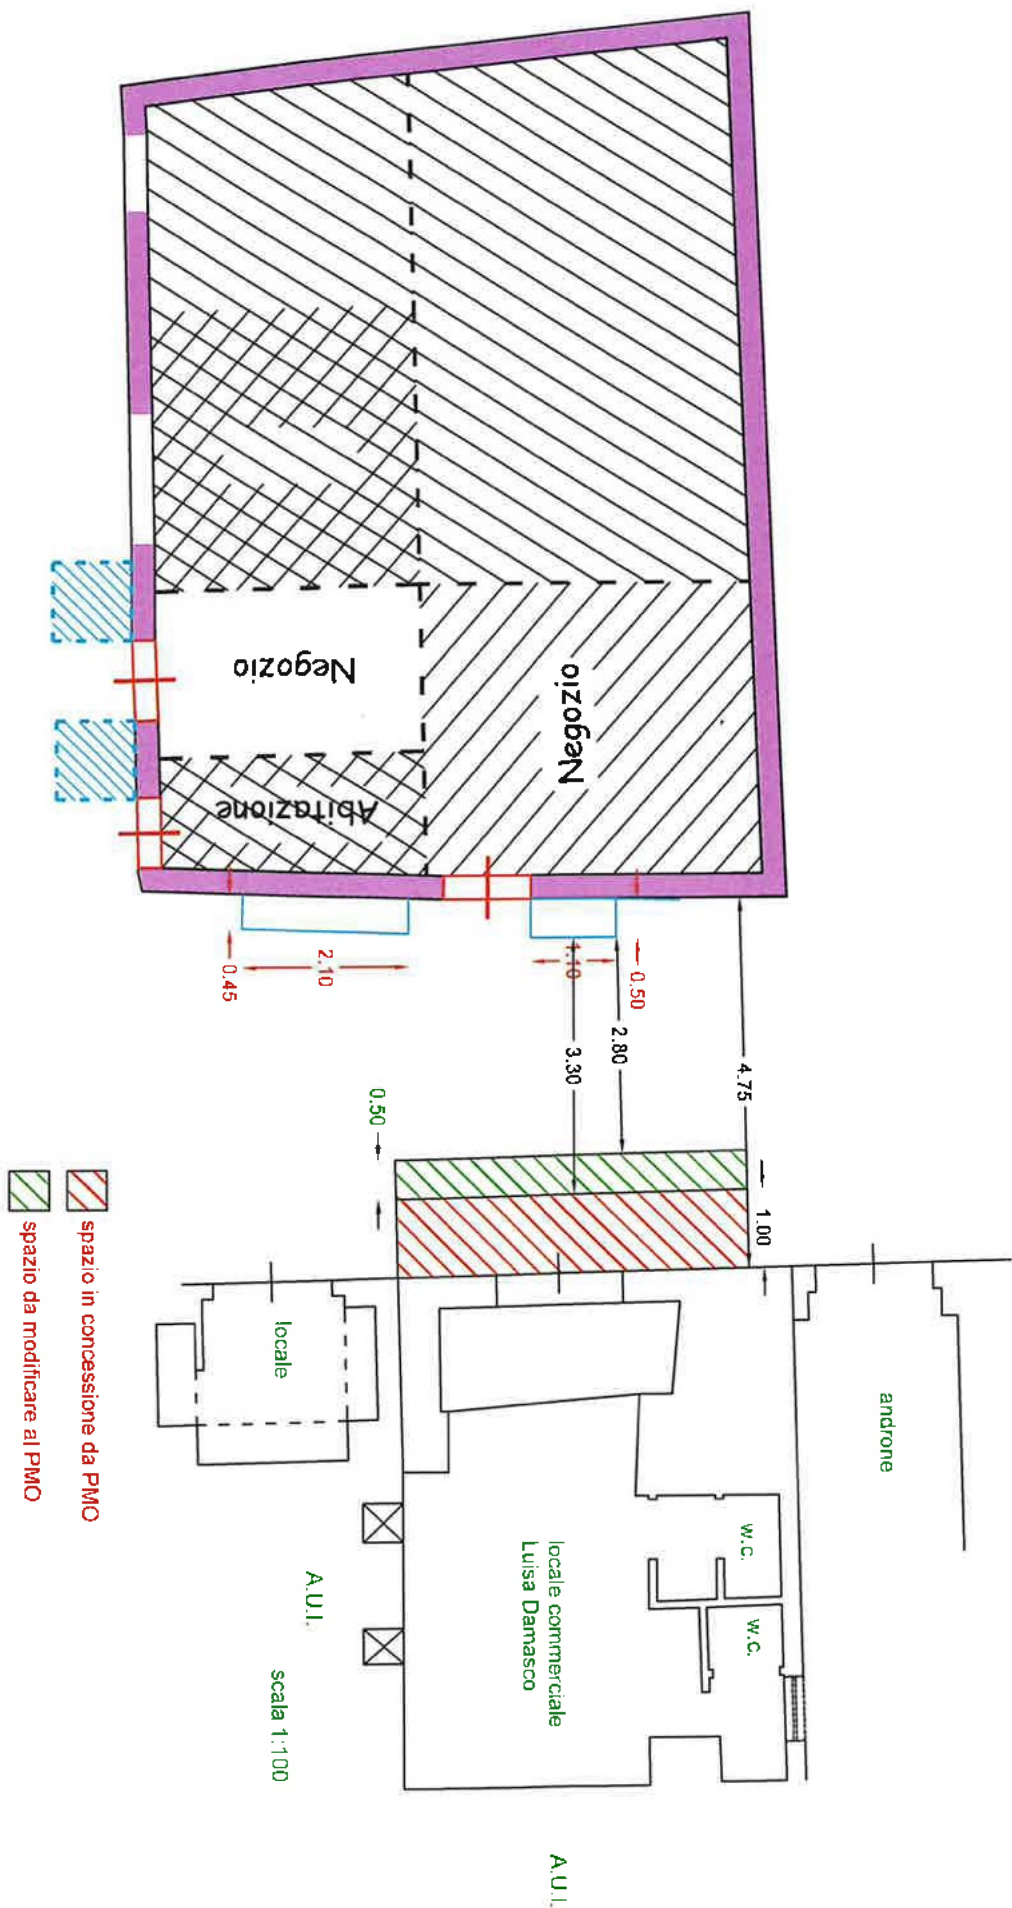 Negozio
Negozio
Abitazione
0.45
2.10
1.10
0.50
2.80
3.30
4.75
0.50
1.00
locale
androne
w.c.
w.c.
locale commerciale
Luisa Damasco
A.U.I.
scala 1:100
A.U.I.
spazio in concessione da PMO
spazio da modificare al PMO